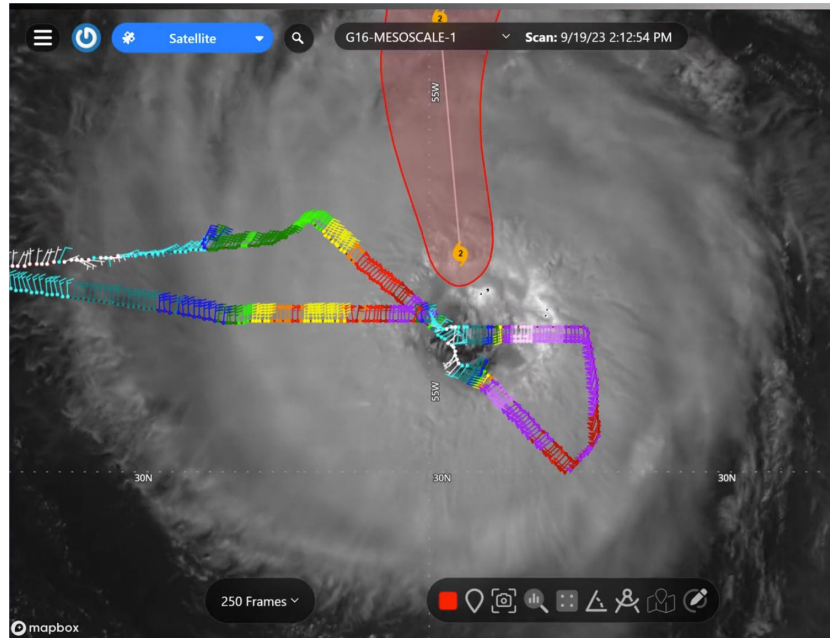 2
Satellite
G16-MESOSCALE-1
Scan: 9/19/23 2:12:54 PM
55W
2
55W
30N
30N
30N
250 Frames
mapbox